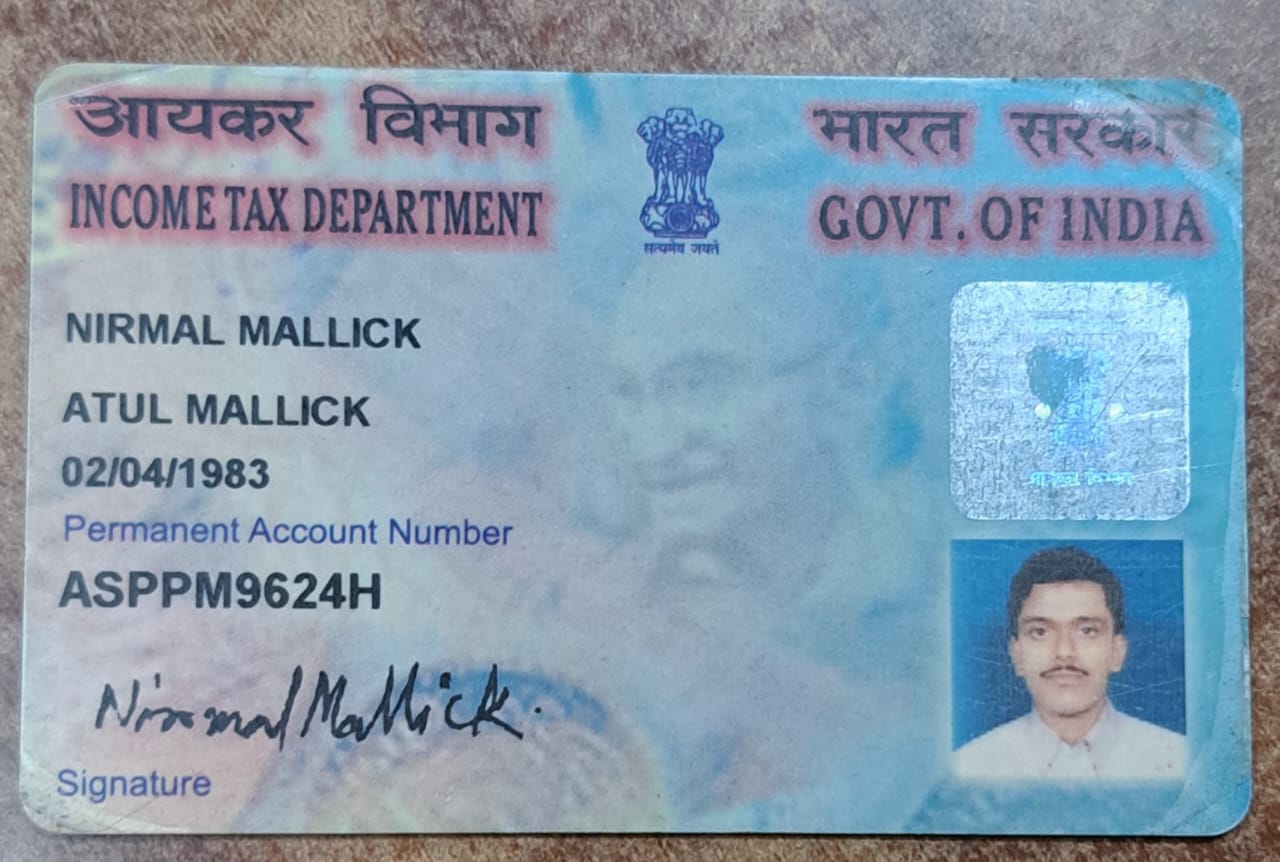 आयकर विभाग
भारत सरकार
INCOME TAX DEPARTMENT
GOVT. OF INDIA
सत्यमेव जयते
NIRMAL MALLICK
ATUL MALLICK
02/04/1983
Permanent Account Number
ASPPM9624H
Nirmal Mallick.
Signature